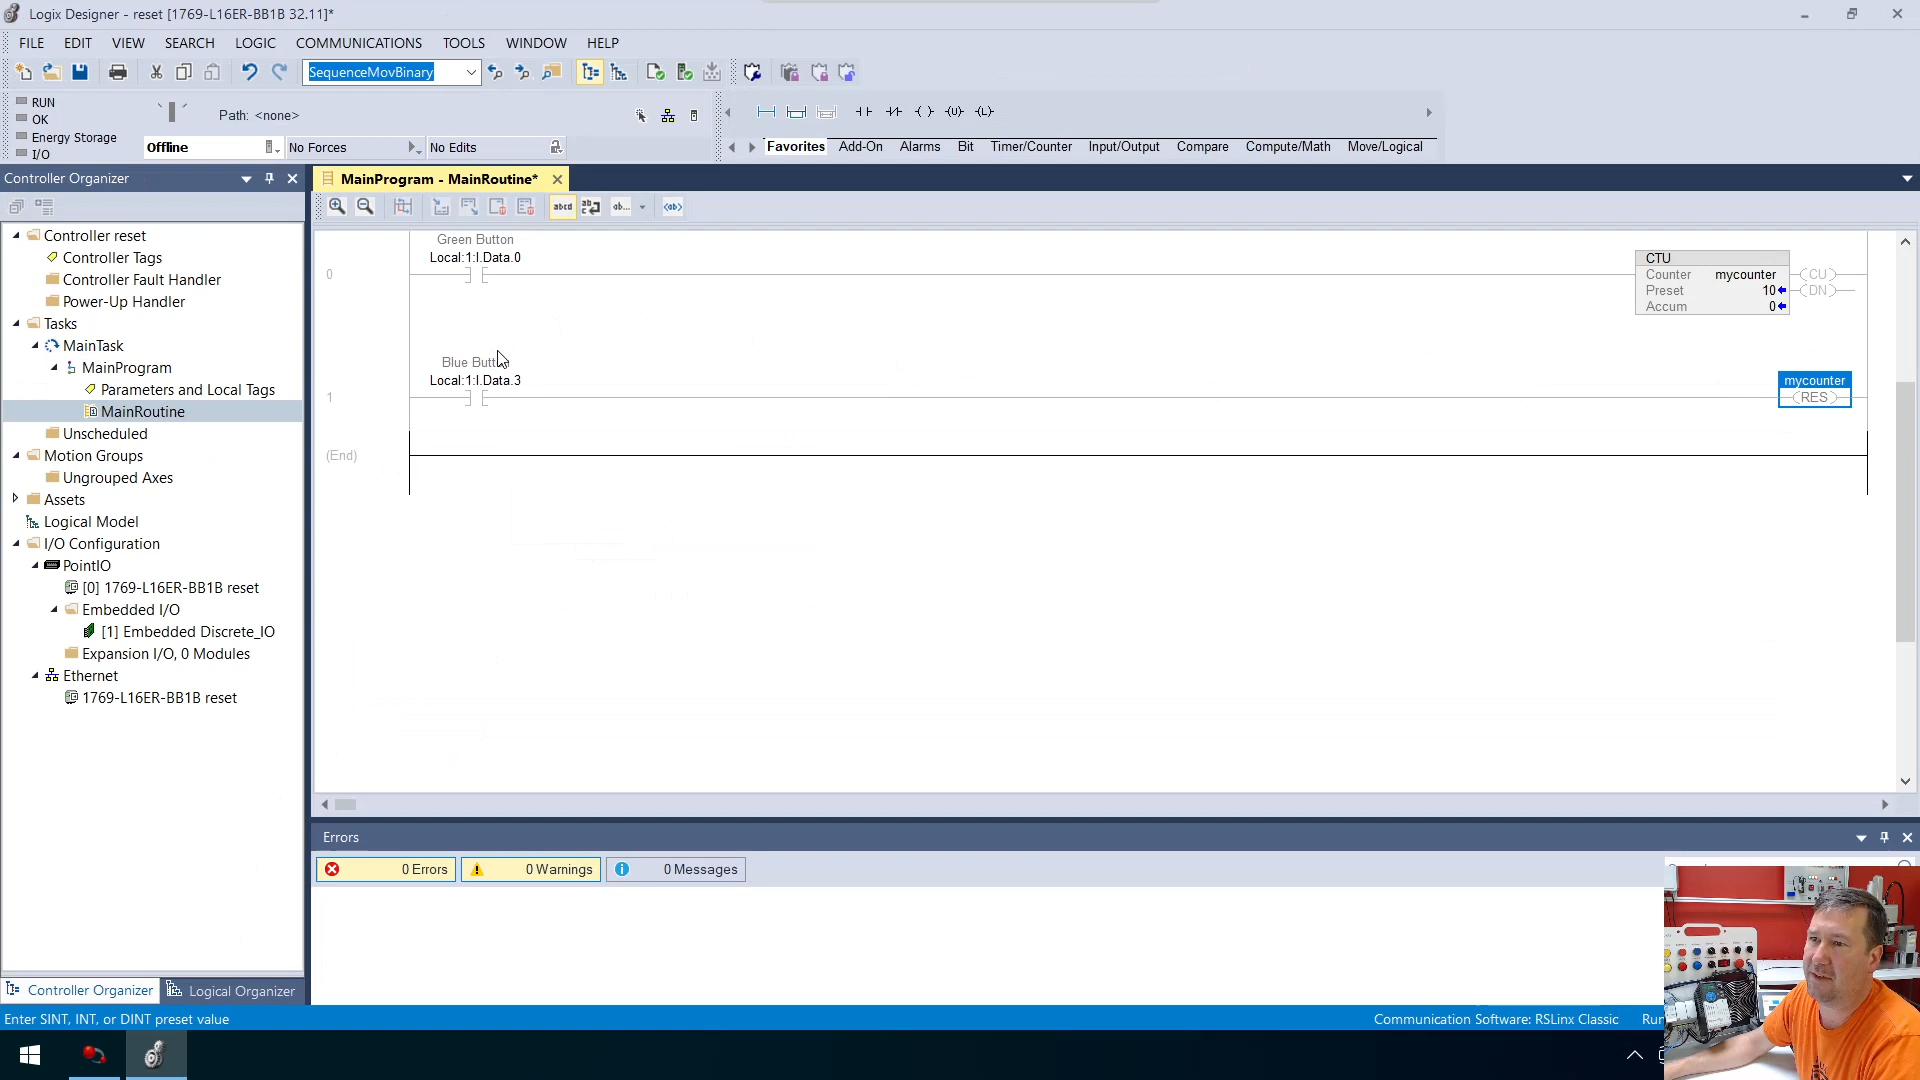 Logix Designer - reset [1769-L16ER-BB1B 32.11]*
FILE EDIT VIEW SEARCH LOGIC COMMUNICATIONS TOOLS WINDOW HELP
SequenceMovBinary
RUN
OK
Energy Storage
I/O
Path: <none>
Offline
No Forces
No Edits
Favorites Add-On Alarms Bit Timer/Counter Input/Output Compare Compute/Math Move/Logical
Controller Organizer
Controller reset
Controller Tags
Controller Fault Handler
Power-Up Handler
Tasks
MainTask
MainProgram
Parameters and Local Tags
MainRoutine
Unscheduled
Motion Groups
Ungrouped Axes
Assets
Logical Model
I/O Configuration
PointIO
[0] 1769-L16ER-BB1B reset
Embedded I/O
[1] Embedded Discrete_IO
Expansion I/O, 0 Modules
Ethernet
1769-L16ER-BB1B reset
Controller Organizer
Logical Organizer
MainProgram - MainRoutine*
abcd
ab...
<ab>
Green Button
Local:1:I.Data.0
0
CTU
Counter mycounter
Preset 10
Accum 0
CU
DN
Blue Butt
Local:1:I.Data.3
1
mycounter
RES
(End)
Errors
0 Errors
0 Warnings
0 Messages
Enter SINT, INT, or DINT preset value
Communication Software: RSLinx Classic
Run